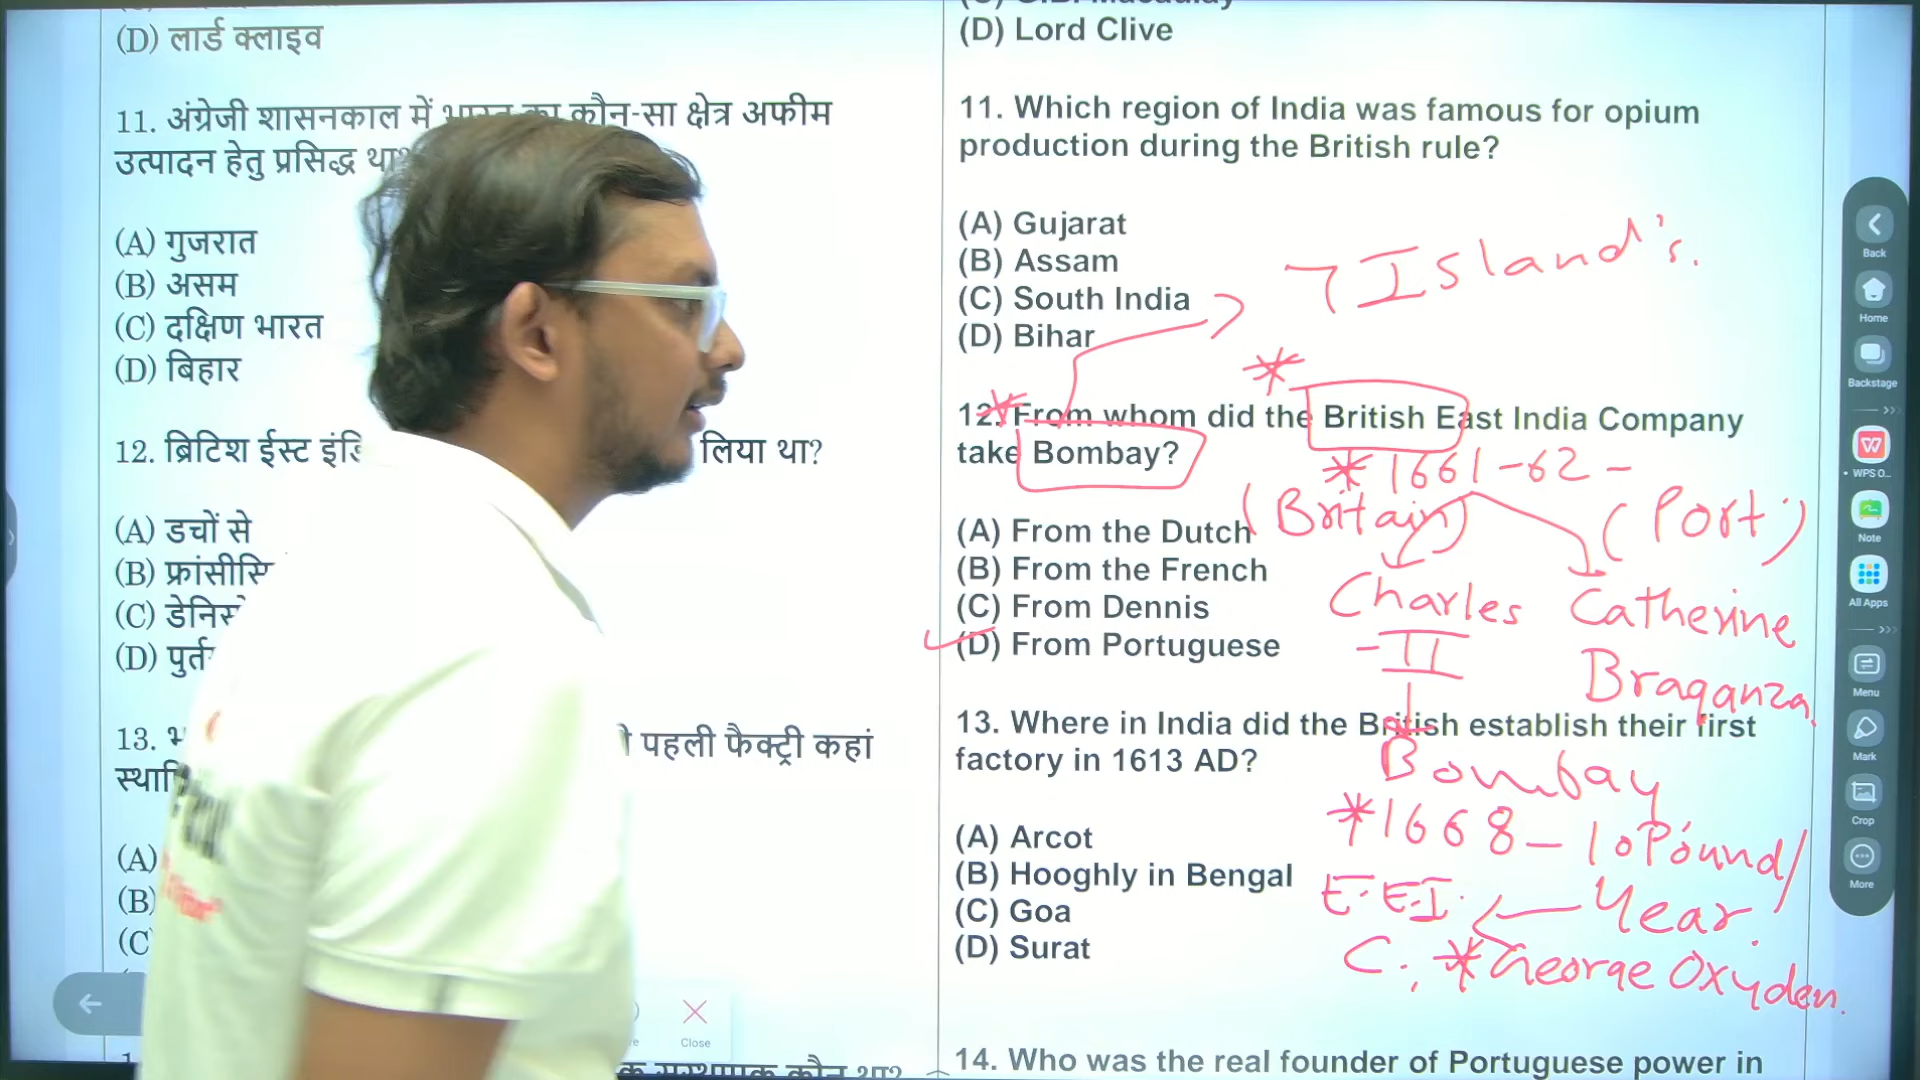 (D) लार्ड क्लाइव
11. अंग्रेजी शासनकाल में भारत का कौन-सा क्षेत्र अफीम
उत्पादन हेतु प्रसिद्ध था?
(A) गुजरात
(B) असम
(C) दक्षिण भारत
(D) बिहार
12. ब्रिटिश ईस्ट
लिया था?
(A) डचों से
(B)
(C)
(D)
13.
पहली फैक्ट्री कहां
(A)
(B)
(C)
Close
(D) Lord Clive
11. Which region of India was famous for opium
production during the British rule?
(A) Gujarat
(B) Assam
(C) South India
(D) Bihar
7 Island's.
12. From whom did the British East India Company
take Bombay?
* 1661-62 -
(Britain) (Port.)
(A) From the Dutch
(B) From the French
(C) From Dennis
(D) From Portuguese
Charles
- II
Catherine
Braganza
13. Where in India did the British establish their first
factory in 1613 AD?
Bombay
* 1668 - 10 Pound/
Year
E.E.I.
C.
* George Oxyden.
(A) Arcot
(B) Hooghly in Bengal
(C) Goa
(D) Surat
14. Who was the real founder of Portuguese power in
Back
Home
Backstage
WPS O...
Note
All Apps
Menu
Mark
Crop
More